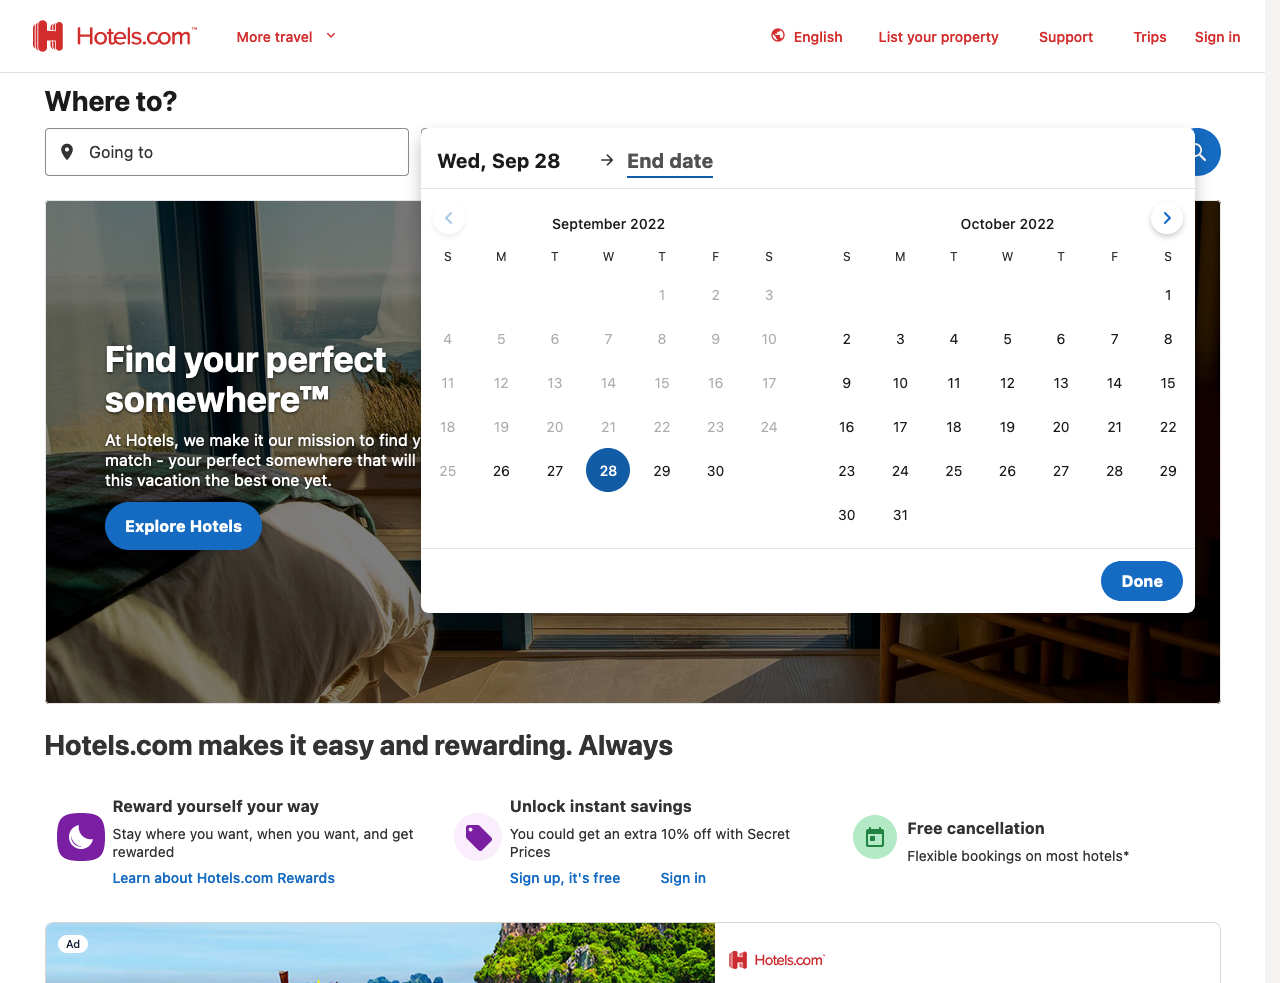 Hotels.com™
More travel
English
List your property
Support
Trips
Sign in
Where to?
Going to
Wed, Sep 28
End date
September 2022
S M T W T F S
1 2 3
4 5 6 7 8 9 10
11 12 13 14 15 16 17
18 19 20 21 22 23 24
25 26 27 28 29 30
October 2022
S M T W T F S
1
2 3 4 5 6 7 8
9 10 11 12 13 14 15
16 17 18 19 20 21 22
23 24 25 26 27 28 29
30 31
Done
Find your perfect
somewhere™
At Hotels, we make it our mission to find y
match - your perfect somewhere that will
this vacation the best one yet.
Explore Hotels
Hotels.com makes it easy and rewarding. Always
Reward yourself your way
Stay where you want, when you want, and get
rewarded
Learn about Hotels.com Rewards
Unlock instant savings
You could get an extra 10% off with Secret
Prices
Sign up, it's free
Sign in
Free cancellation
Flexible bookings on most hotels*
Ad
Hotels.com